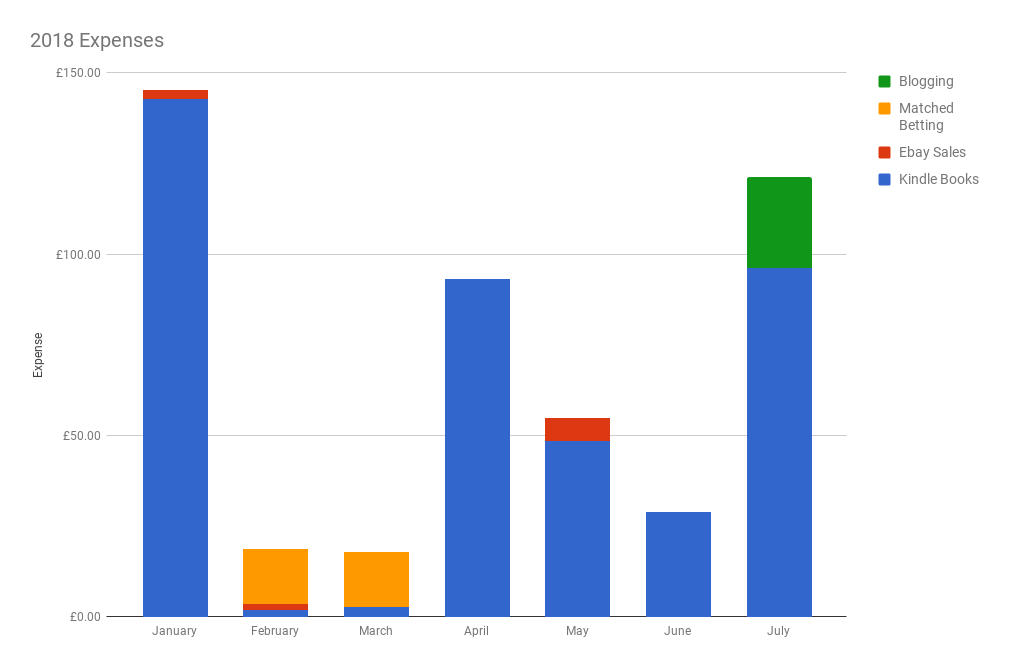 2018 Expenses
£150.00
£100.00
£50.00
£0.00
Expense
January
February
March
April
May
June
July
Blogging
Matched
Betting
Ebay Sales
Kindle Books